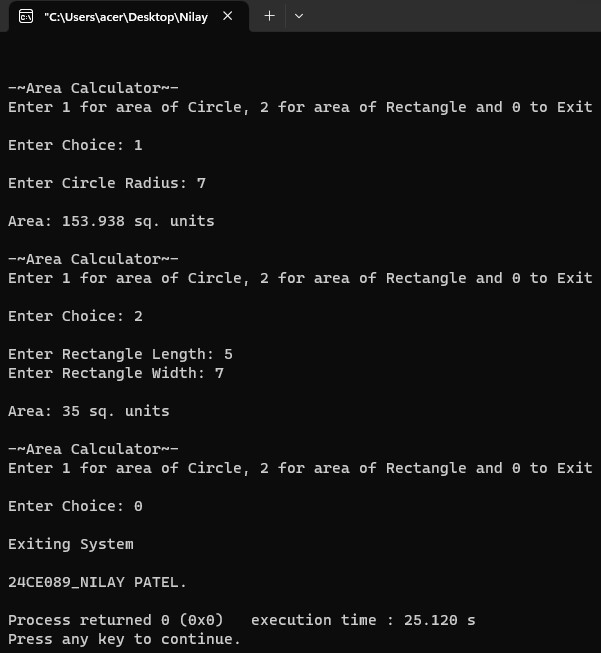 "C:\Users\acer\Desktop\Nilay
-~Area Calculator~-
Enter 1 for area of Circle, 2 for area of Rectangle and 0 to Exit
Enter Choice: 1
Enter Circle Radius: 7
Area: 153.938 sq. units
-~Area Calculator~-
Enter 1 for area of Circle, 2 for area of Rectangle and 0 to Exit
Enter Choice: 2
Enter Rectangle Length: 5
Enter Rectangle Width: 7
Area: 35 sq. units
-~Area Calculator~-
Enter 1 for area of Circle, 2 for area of Rectangle and 0 to Exit
Enter Choice: 0
Exiting System
24CE089_NILAY PATEL.
Process returned 0 (0x0)   execution time : 25.120 s
Press any key to continue.